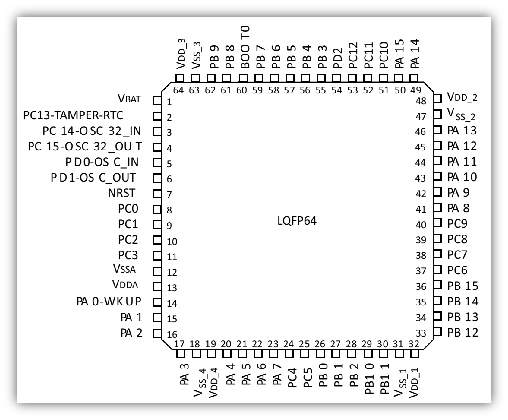 VDD_3
VSS_3
PB 9
PB 8
BOO T0
PB 7
PB 6
PB 5
PB 4
PB 3
PD2
PC12
PC11
PC10
PA 15
PA 14
64 63 62 61 60 59 58 57 56 55 54 53 52 51 50 49
VBAT 1
PC13-TAMPER-RTC 2
PC 14-OSC 32_IN 3
PC 15-OSC 32_OU T 4
PD0-OS C_IN 5
PD1-OS C_OUT 6
NRST 7
PC0 8
PC1 9
PC2 10
PC3 11
VSSA 12
VDDA 13
PA 0-WK UP 14
PA 1 15
PA 2 16
LQFP64
48 VDD_2
47 VSS_2
46 PA 13
45 PA 12
44 PA 11
43 PA 10
42 PA 9
41 PA 8
40 PC9
39 PC8
38 PC7
37 PC6
36 PB 15
35 PB 14
34 PB 13
33 PB 12
17 18 19 20 21 22 23 24 25 26 27 28 29 30 31 32
PA 3
VSS_4
VDD_4
PA 4
PA 5
PA 6
PA 7
PC4
PC5
PB 0
PB 1
PB 2
PB1 0
PB1 1
VSS_1
VDD_1